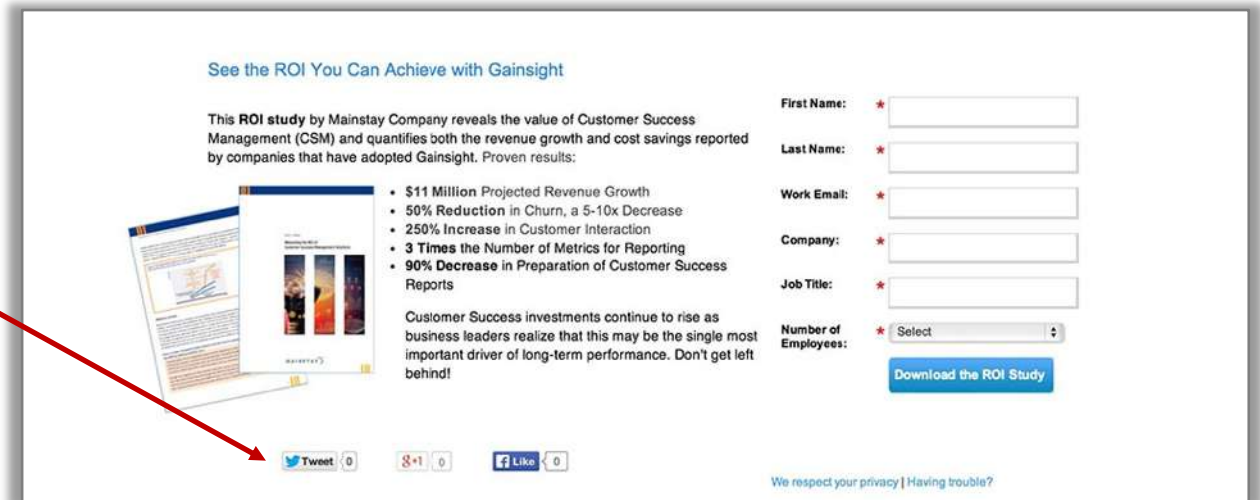 See the ROI You Can Achieve with Gainsight
This ROI study by Mainstay Company reveals the value of Customer Success
Management (CSM) and quantifies both the revenue growth and cost savings reported
by companies that have adopted Gainsight. Proven results:
• $11 Million Projected Revenue Growth
• 50% Reduction in Churn, a 5-10x Decrease
• 250% Increase in Customer Interaction
• 3 Times the Number of Metrics for Reporting
• 90% Decrease in Preparation of Customer Success
Reports
Customer Success investments continue to rise as
business leaders realize that this may be the single most
important driver of long-term performance. Don't get left
behind!
MAINSTAY
Tweet 0
g+1 0
f Like 0
First Name: *
Last Name: *
Work Email: *
Company: *
Job Title: *
Number of * Select
Employees:
Download the ROI Study
We respect your privacy | Having trouble?